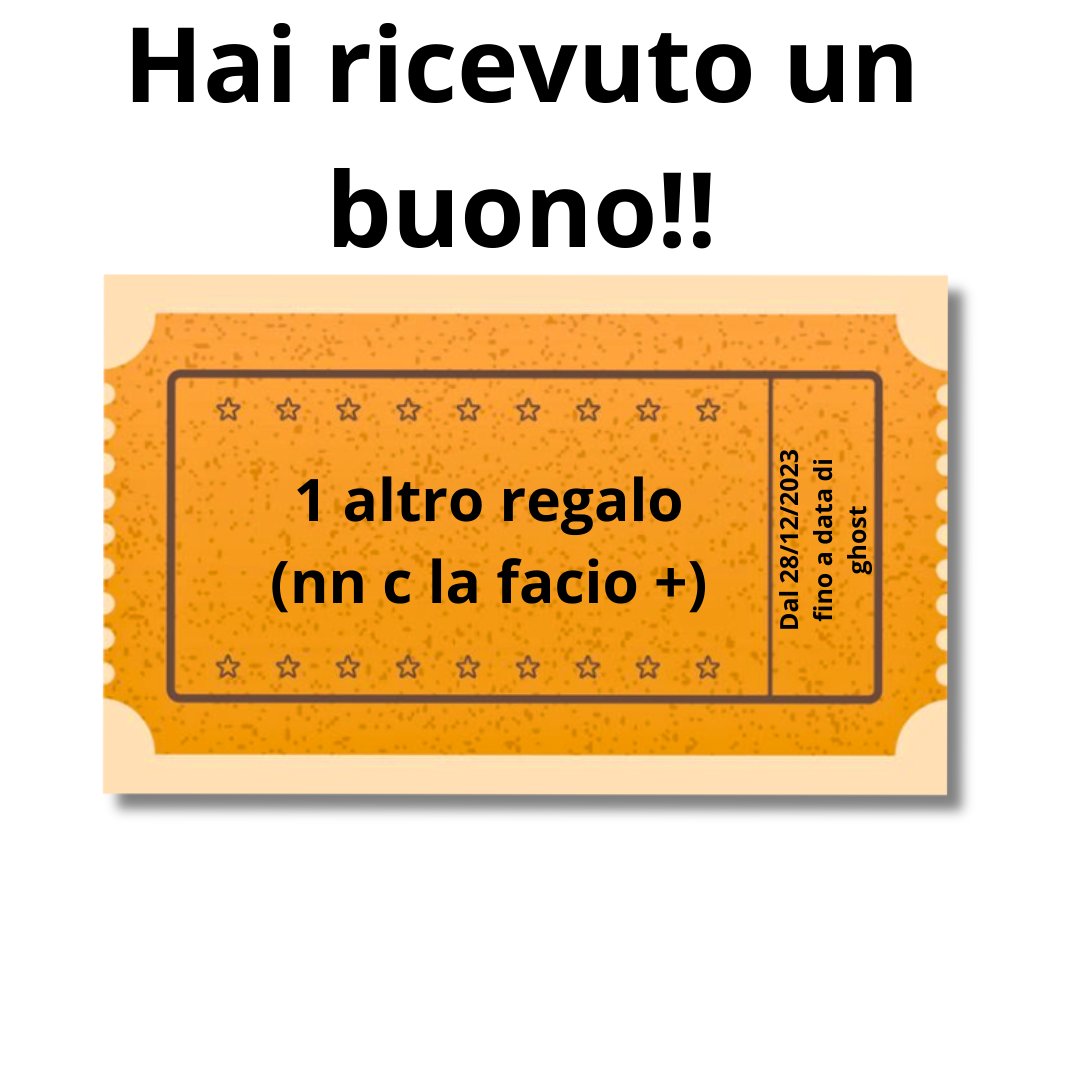 Hai ricevuto un
buono!!
1 altro regalo
(nn c la facio +)
Dal 28/12/2023
fino a data di
ghost